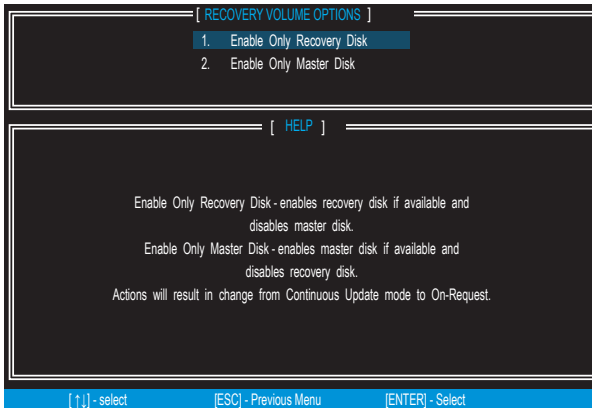 [ RECOVERY VOLUME OPTIONS ]
1. Enable Only Recovery Disk
2. Enable Only Master Disk
[ HELP ]
Enable Only Recovery Disk - enables recovery disk if available and
disables master disk.
Enable Only Master Disk - enables master disk if available and
disables recovery disk.
Actions will result in change from Continuous Update mode to On-Request.
[ ↑↓] - select [ESC] - Previous Menu [ENTER] - Select